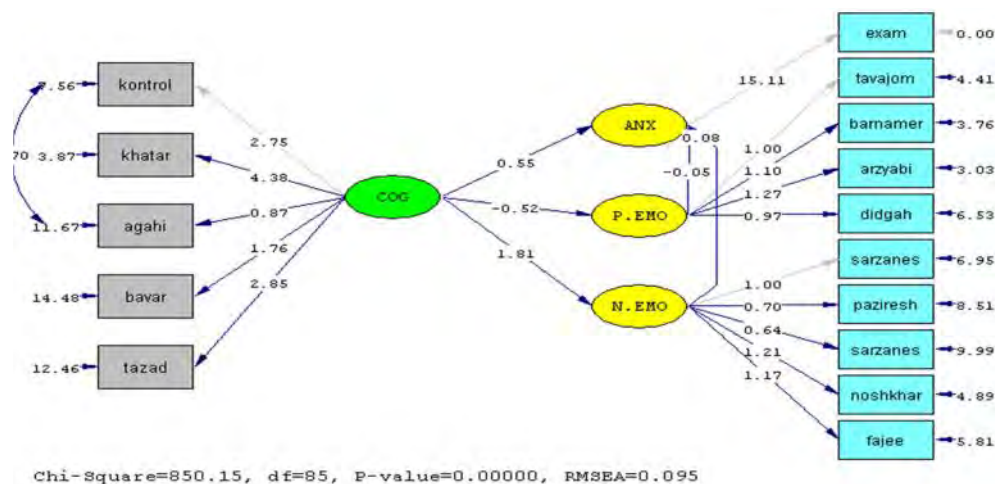 exam
0.00
15.11
kontrol
7.56
tavajom
4.41
2.75
ANX
0.08
barnamer
3.76
1.00
khatar
70
3.87
4.38
0.55
-0.05
1.10
arzyabi
3.03
COG
1.27
agahi
11.67
0.87
-0.52
P.EMO
0.97
didgah
6.53
1.76
1.81
sarzanes
6.95
bavar
14.48
2.85
N.EMO
1.00
0.70
paziresh
8.51
0.64
sarzanes
9.99
tazad
12.46
1.21
noshkhar
4.89
1.17
fajee
5.81
Chi-Square=850.15, df=85, P-value=0.00000, RMSEA=0.095